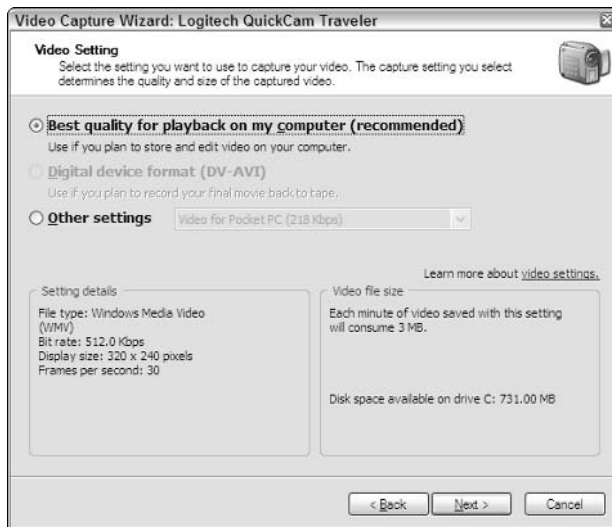 Video Capture Wizard: Logitech QuickCam Traveler
Video Setting
Select the setting you want to use to capture your video. The capture setting you select
determines the quality and size of the captured video.
Best quality for playback on my computer (recommended)
Use if you plan to store and edit video on your computer.
Digital device format (DV-AVI)
Use if you plan to record your final movie back to tape.
Other settings
Video for Pocket PC (218 Kbps)
Learn more about video settings.
Setting details
File type: Windows Media Video
(WMV)
Bit rate: 512.0 Kbps
Display size: 320 x 240 pixels
Frames per second: 30
Video file size
Each minute of video saved with this setting
will consume 3 MB.
Disk space available on drive C: 731.00 MB
< Back
Next >
Cancel